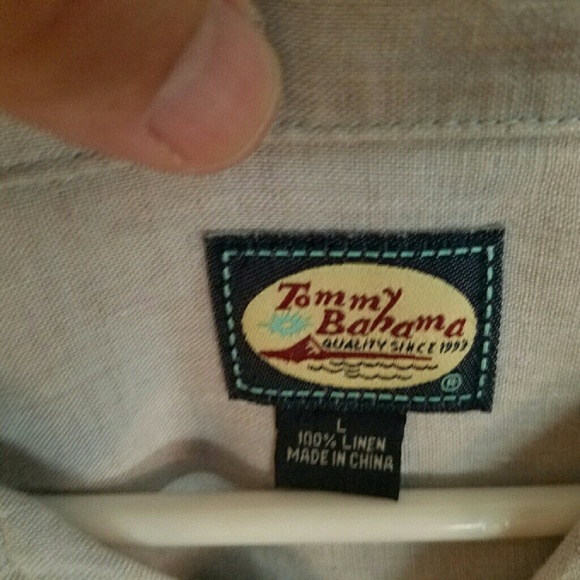 Tommy
Bahama
QUALITY SINCE 1993
®
L
100% LINEN
MADE IN CHINA